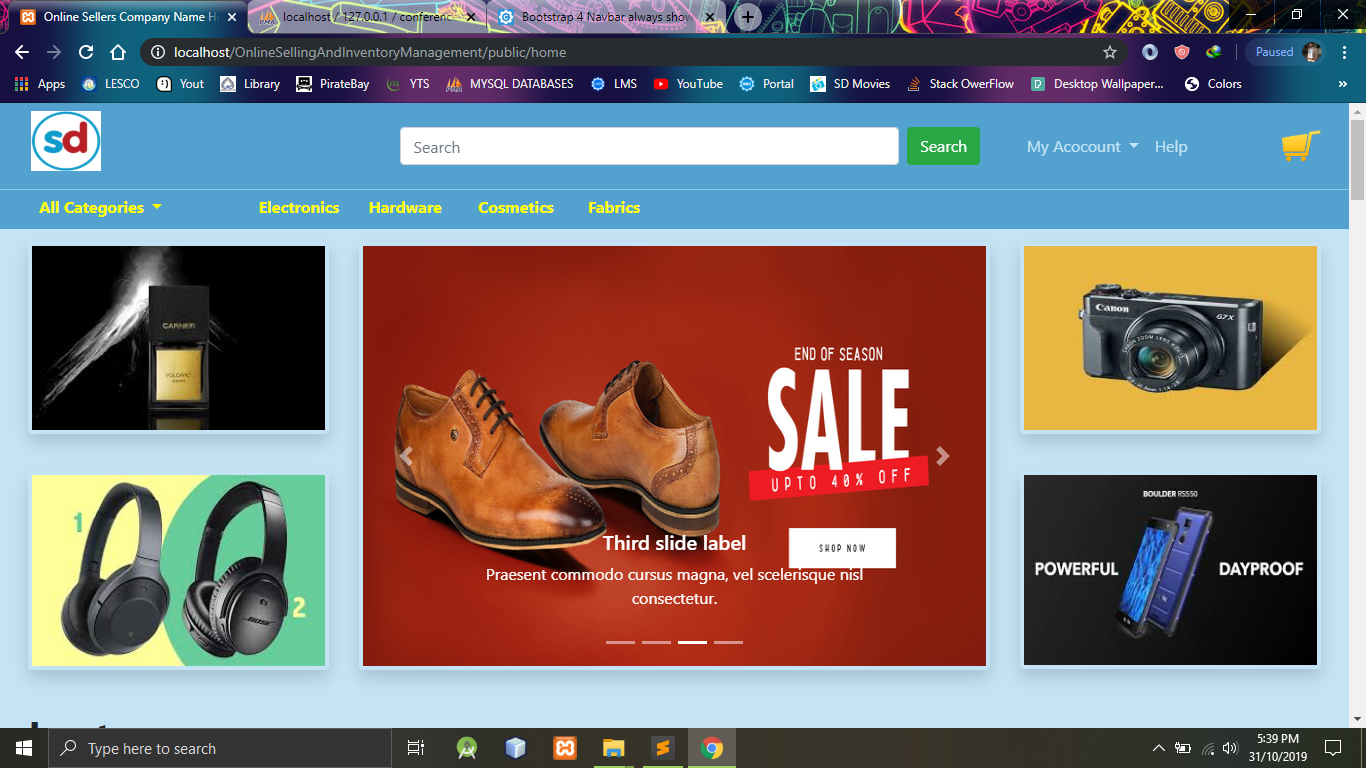 Online Sellers Company Name H
localhost / 127.0.0.1 / conferenc
Bootstrap 4 Navbar always show
localhost/OnlineSellingAndInventoryManagement/public/home
Paused
Apps
LESCO
Yout
Library
PirateBay
YTS
MYSQL DATABASES
LMS
YouTube
Portal
SD Movies
Stack OwerFlow
Desktop Wallpaper...
Colors
»
sd
Search
Search
My Acocount
Help
All Categories
Electronics
Hardware
Cosmetics
Fabrics
CARNER
VOLCANO
Canon
G7X
END OF SEASON
SALE
UPTO 40% OFF
SHOP NOW
Third slide label
Praesent commodo cursus magna, vel scelerisque nisl
consectetur.
1
2
BOSE
BOULDER RS550
POWERFUL
DAYPROOF
Type here to search
5:39 PM
31/10/2019